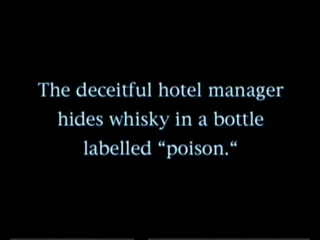 The deceitful hotel manager
hides whisky in a bottle
labelled “poison.“